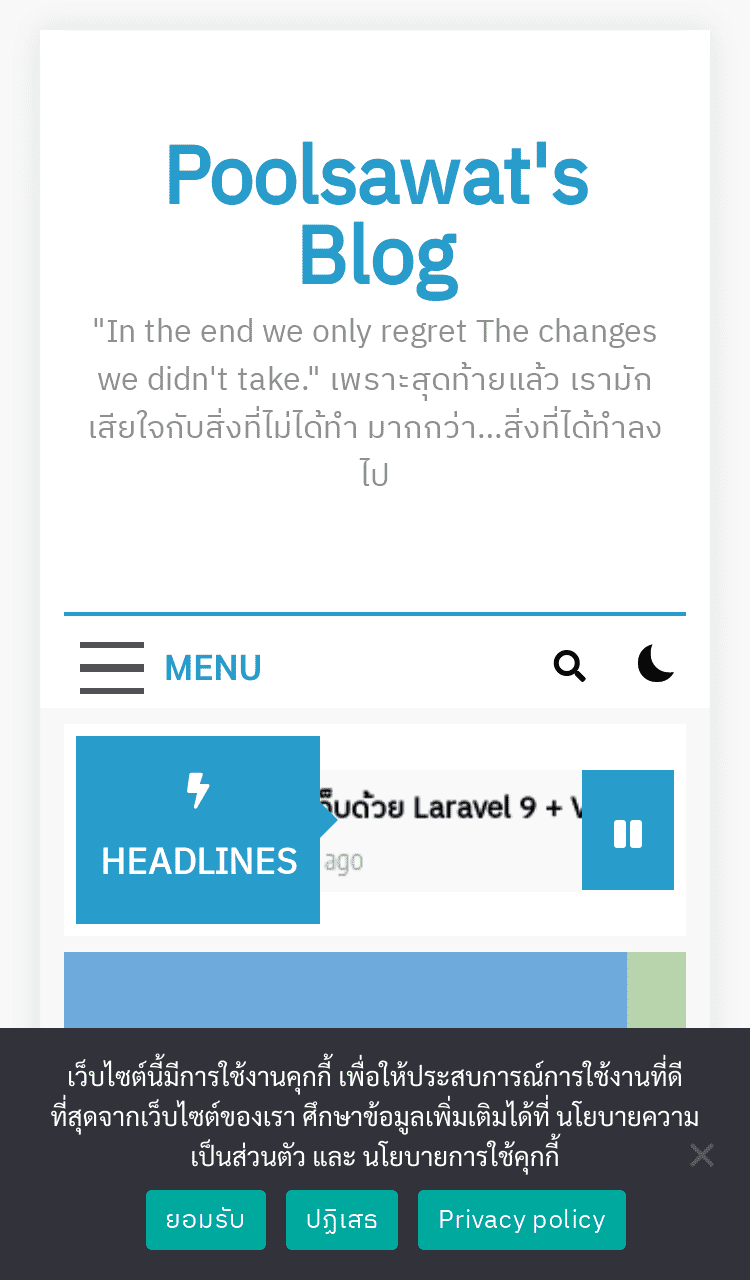 Poolsawat's
Blog
"In the end we only regret The changes
we didn't take." เพราะสุดท้ายแล้ว เรามัก
เสียใจกับสิ่งที่ไม่ได้ทำ มากกว่า...สิ่งที่ได้ทำลง
ไป
MENU
HEADLINES
ด้วย Laravel 9 +
ago
เว็บไซต์นี้มีการใช้งานคุกกี้ เพื่อให้ประสบการณ์การใช้งานที่ดี
ที่สุดจากเว็บไซต์ของเรา ศึกษาข้อมูลเพิ่มเติมได้ที่ นโยบายความ
เป็นส่วนตัว และ นโยบายการใช้คุกกี้
ยอมรับ
ปฏิเสธ
Privacy policy